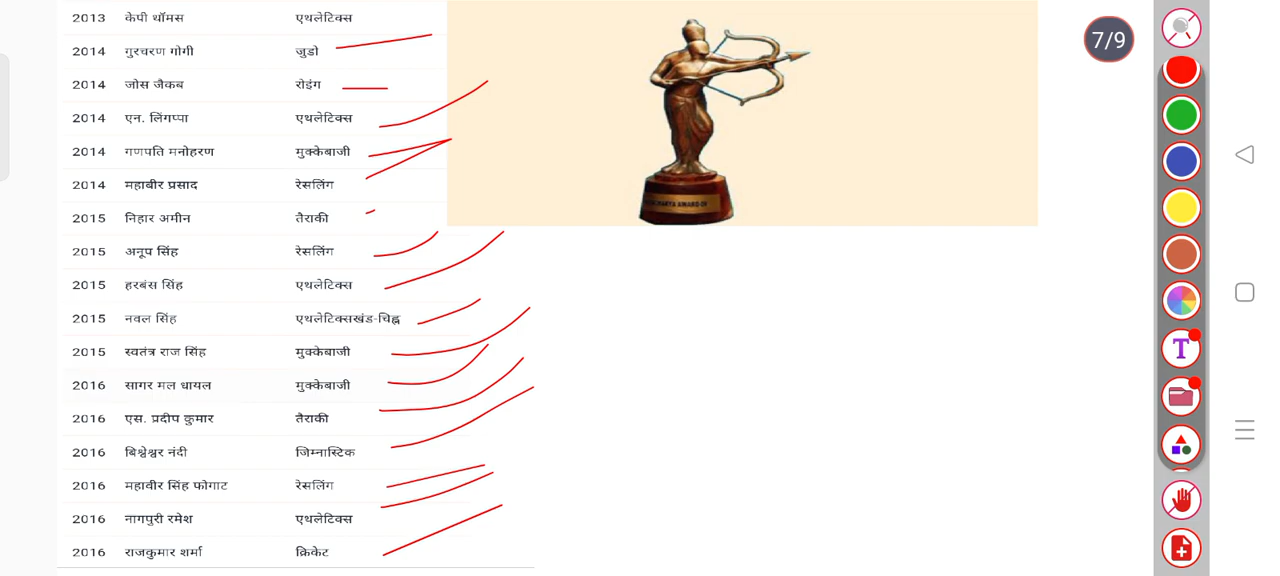 2013 केपी थॉमस एथलेटिक्स
7/9
2014 गुरचरण गोगी जुडो
2014 जोस जैकब रोइंग
2014 एन. लिंगप्पा एथलेटिक्स
2014 गणपति मनोहरण मुक्केबाजी
2014 महाबीर प्रसाद रेसलिंग
2015 निहार अमीन तैराकी
2015 अनूप सिंह रेसलिंग
2015 हरबंस सिंह एथलेटिक्स
2015 नवल सिंह एथलेटिक्सखंड-चिह्न
2015 स्वतंत्र राज सिंह मुक्केबाजी
2016 सागर मल धायल मुक्केबाजी
2016 एस. प्रदीप कुमार तैराकी
2016 बिश्वेश्वर नंदी जिम्नास्टिक
2016 महावीर सिंह फोगाट रेसलिंग
2016 नागपुरी रमेश एथलेटिक्स
2016 राजकुमार शर्मा क्रिकेट
T